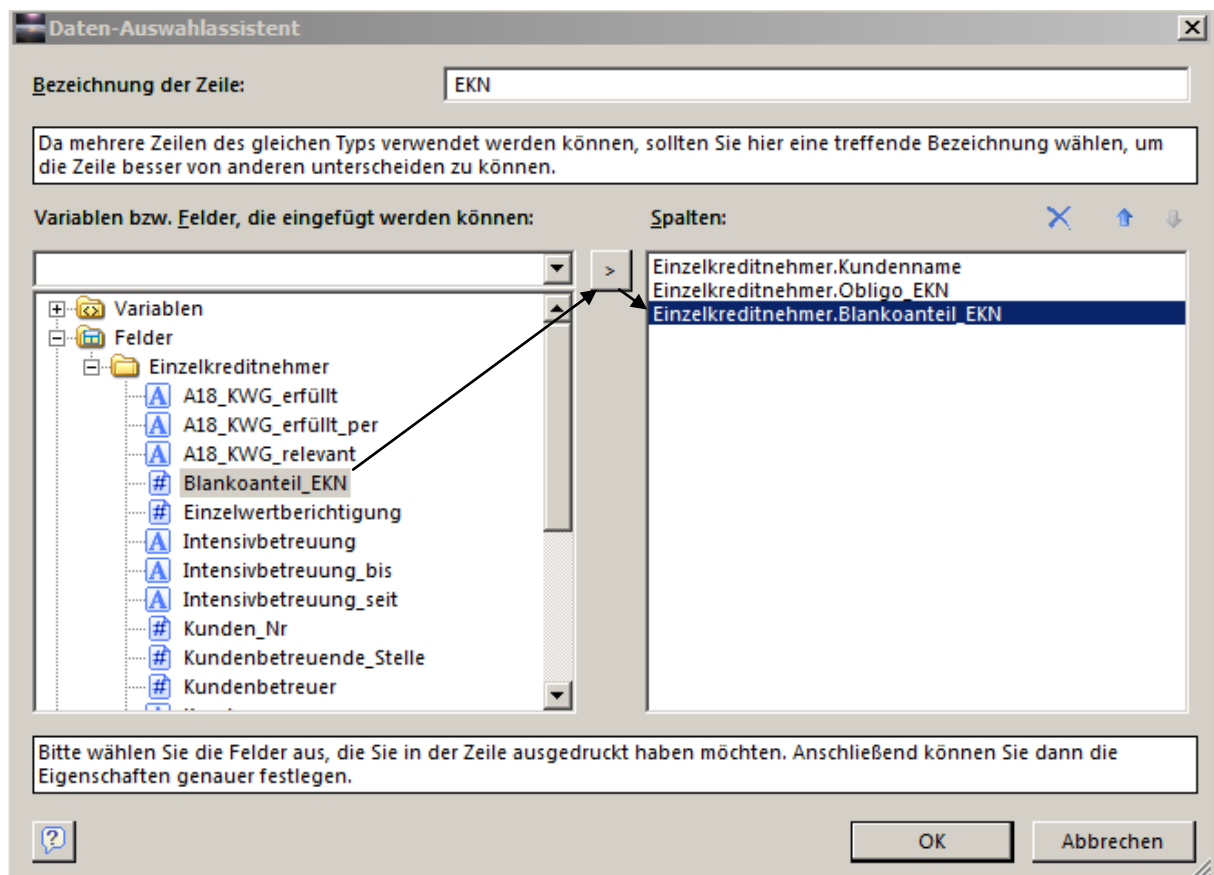 Daten-Auswahlassistent
Bezeichnung der Zeile:
EKN
Da mehrere Zeilen des gleichen Typs verwendet werden können, sollten Sie hier eine treffende Bezeichnung wählen, um
die Zeile besser von anderen unterscheiden zu können.
Variablen bzw. Felder, die eingefügt werden können:
Spalten:
>
Variablen
Felder
Einzelkreditnehmer
A18_KWG_erfüllt
A18_KWG_erfüllt_per
A18_KWG_relevant
Blankoanteil_EKN
Einzelwertberichtigung
Intensivbetreuung
Intensivbetreuung_bis
Intensivbetreuung_seit
Kunden_Nr
Kundenbetreuende_Stelle
Kundenbetreuer
Einzelkreditnehmer.Kundenname
Einzelkreditnehmer.Obligo_EKN
Einzelkreditnehmer.Blankoanteil_EKN
Bitte wählen Sie die Felder aus, die Sie in der Zeile ausgedruckt haben möchten. Anschließend können Sie dann die
Eigenschaften genauer festlegen.
OK
Abbrechen